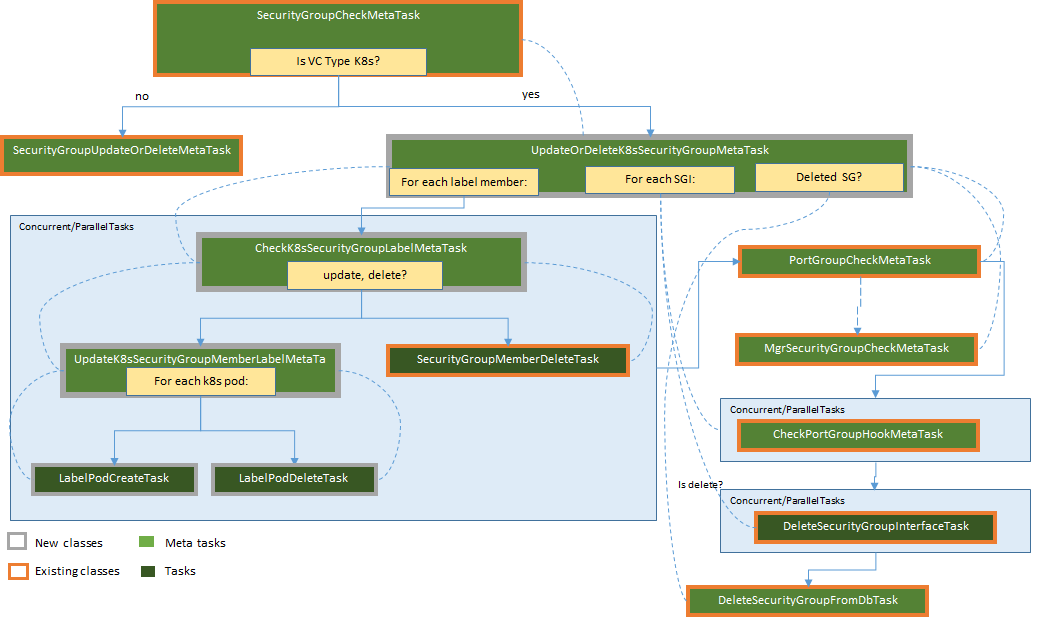 SecurityGroupCheckMetaTask
Is VC Type K8s?
no
yes
SecurityGroupUpdateOrDeleteMetaTask
UpdateOrDeleteK8sSecurityGroupMetaTask
For each label member:
For each SGI:
Deleted SG?
Concurrent/ParallelTasks
CheckK8sSecurityGroupLabelMetaTask
update, delete?
PortGroupCheckMetaTask
UpdateK8sSecurityGroupMemberLabelMetaTa
For each k8s pod:
SecurityGroupMemberDeleteTask
MgrSecurityGroupCheckMetaTask
Concurrent/ParallelTasks
CheckPortGroupHookMetaTask
LabelPodCreateTask
LabelPodDeleteTask
Is delete?
Concurrent/ParallelTasks
DeleteSecurityGroupInterfaceTask
DeleteSecurityGroupFromDbTask
New classes
Meta tasks
Existing classes
Tasks